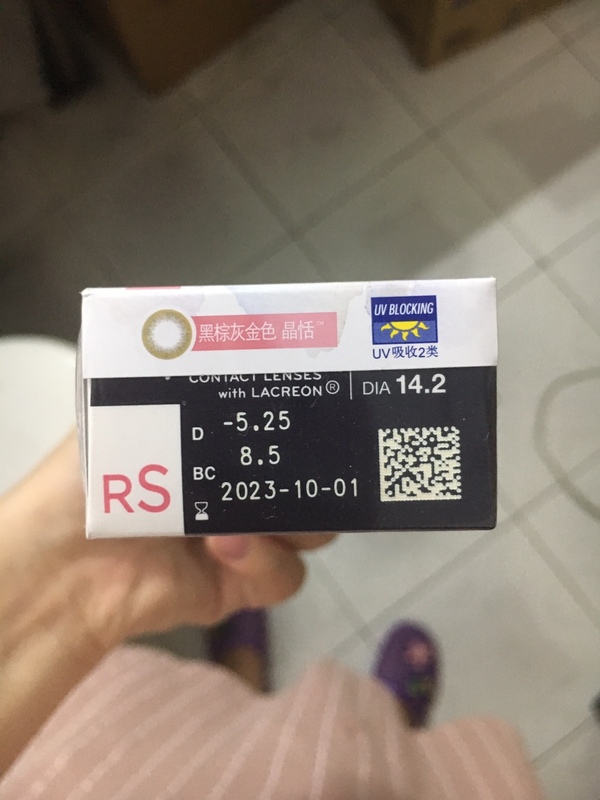 黑棕灰金色 晶恬™
UV BLOCKING
UV吸收2类
CONTACT LENSES
with LACREON®
DIA 14.2
RS
D -5.25
BC 8.5
2023-10-01